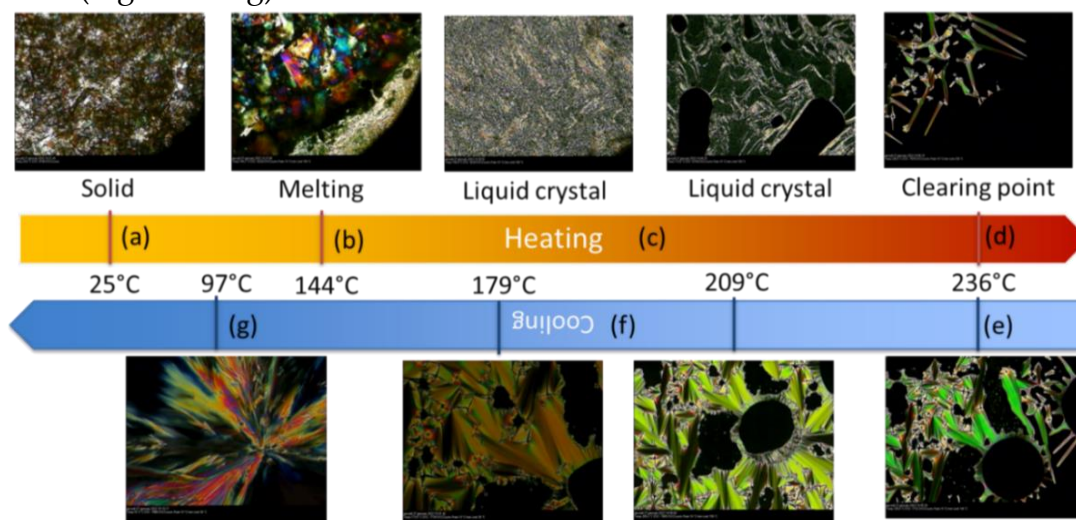 Solid
Melting
Liquid crystal
Liquid crystal
Clearing point
(a)
(b)
Heating
(c)
(d)
25°C
97°C
144°C
179°C
209°C
236°C
(g)
Cooling
(f)
(e)